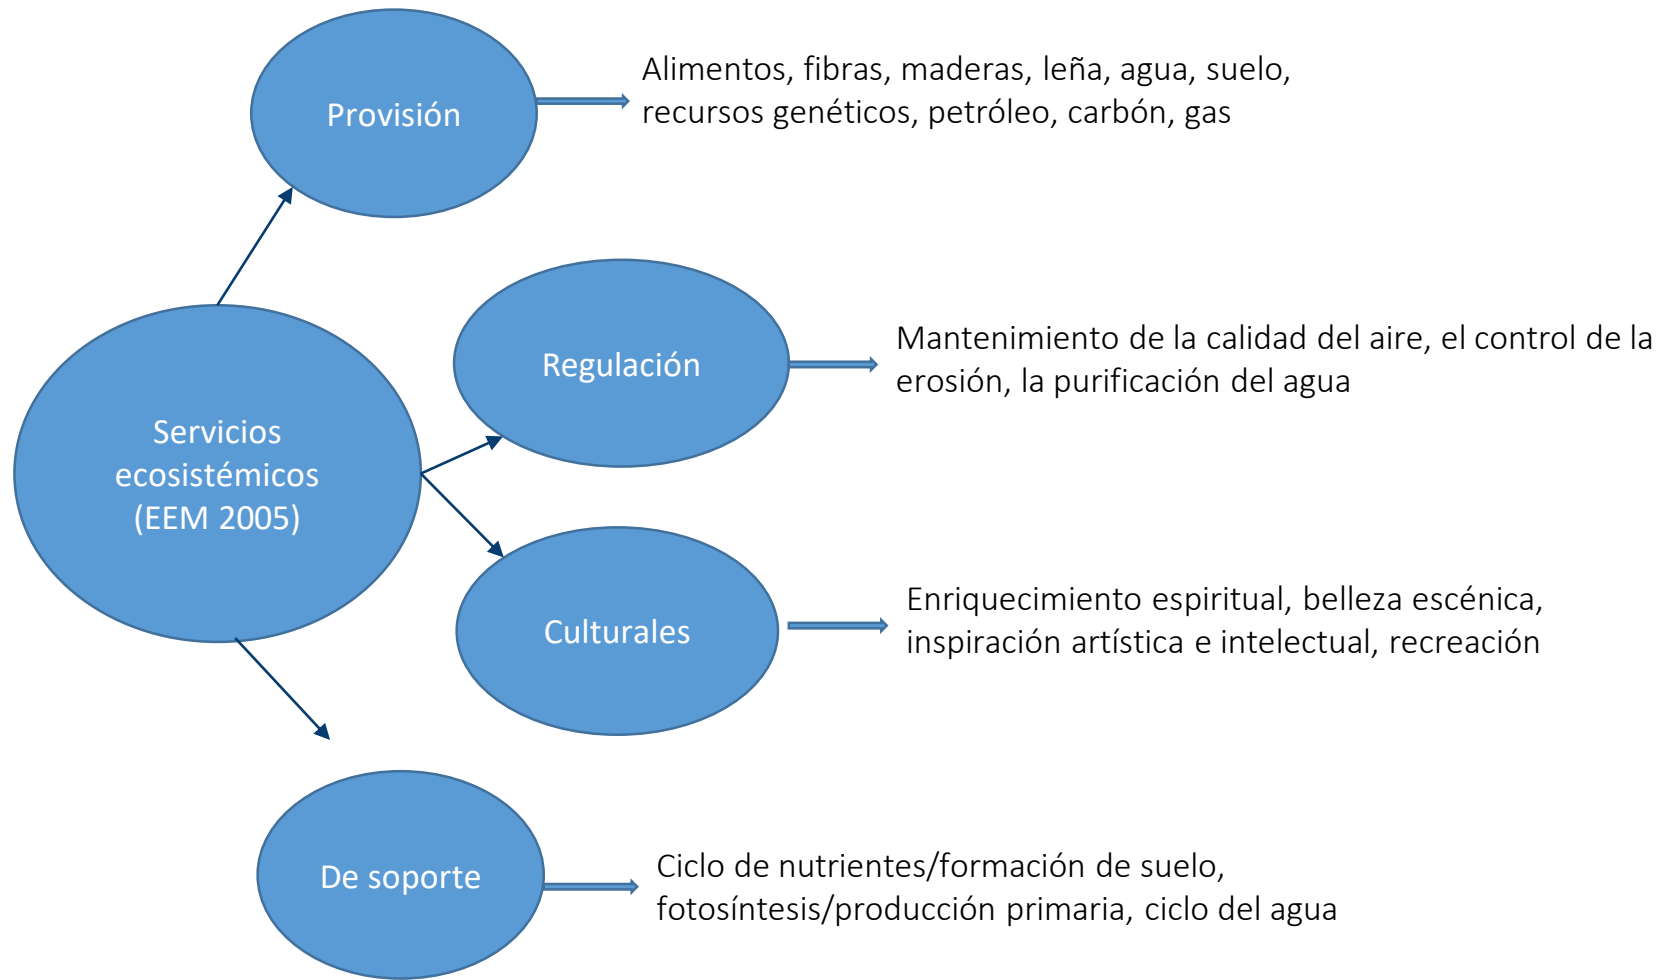 Provisión
Alimentos, fibras, maderas, leña, agua, suelo,
recursos genéticos, petróleo, carbón, gas
Servicios
ecosistémicos
(EEM 2005)
Regulación
Mantenimiento de la calidad del aire, el control de la
erosión, la purificación del agua
Culturales
Enriquecimiento espiritual, belleza escénica,
inspiración artística e intelectual, recreación
De soporte
Ciclo de nutrientes/formación de suelo,
fotosíntesis/producción primaria, ciclo del agua